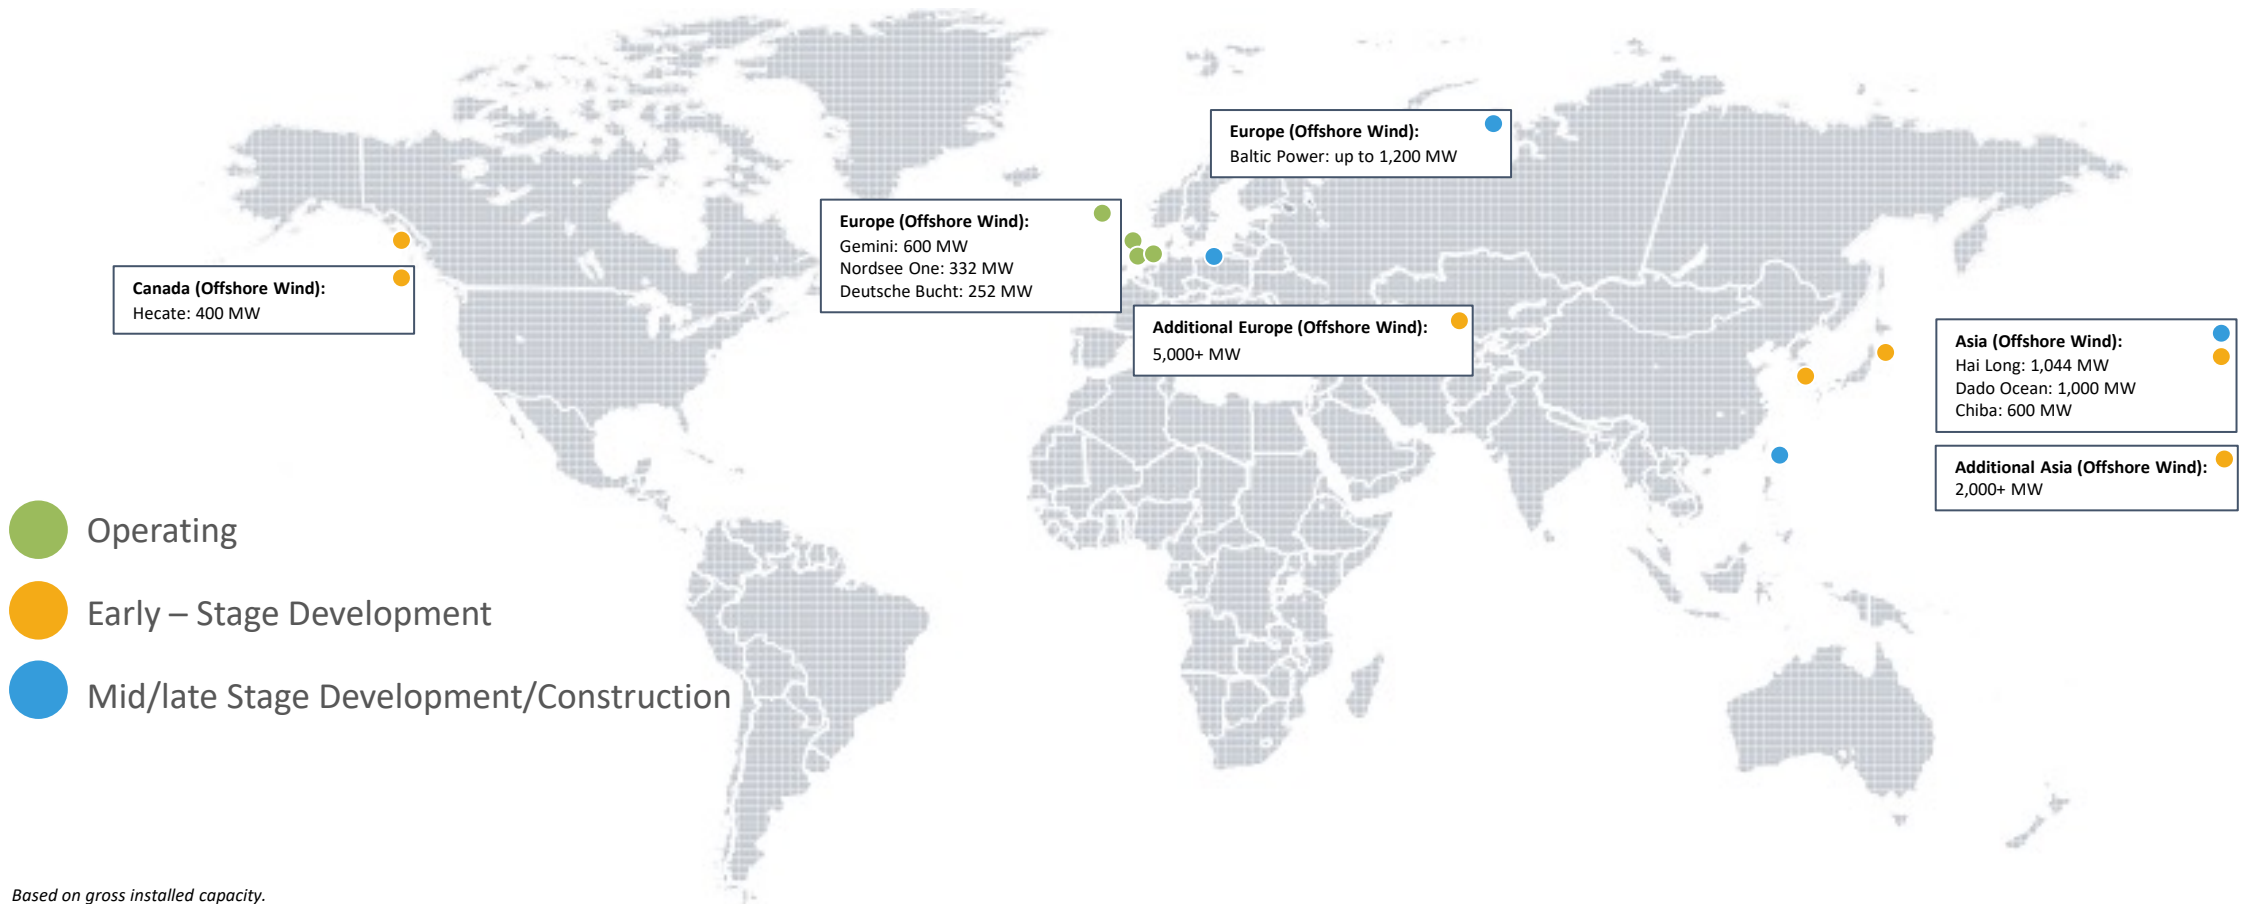 Europe (Offshore Wind):
Baltic Power: up to 1,200 MW
Europe (Offshore Wind):
Gemini: 600 MW
Nordsee One: 332 MW
Deutsche Bucht: 252 MW
Canada (Offshore Wind):
Hecate: 400 MW
Additional Europe (Offshore Wind):
5,000+ MW
Asia (Offshore Wind):
Hai Long: 1,044 MW
Dado Ocean: 1,000 MW
Chiba: 600 MW
Additional Asia (Offshore Wind):
2,000+ MW
Operating
Early – Stage Development
Mid/late Stage Development/Construction
Based on gross installed capacity.